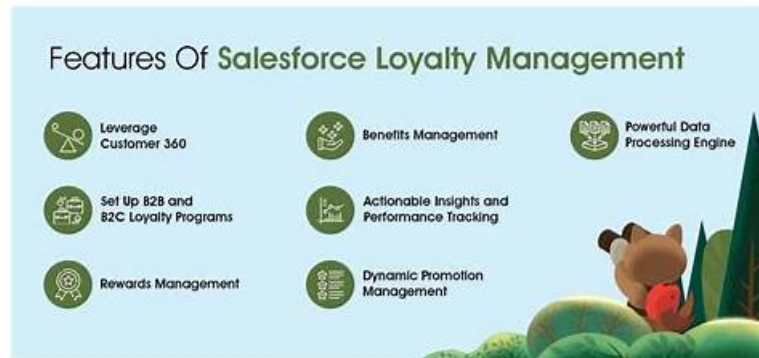 Features Of Salesforce Loyalty Management
Leverage
Customer 360
Set Up B2B and
B2C Loyalty Programs
Rewards Management
Benefits Management
Actionable Insights and
Performance Tracking
Dynamic Promotion
Management
Powerful Data
Processing Engine